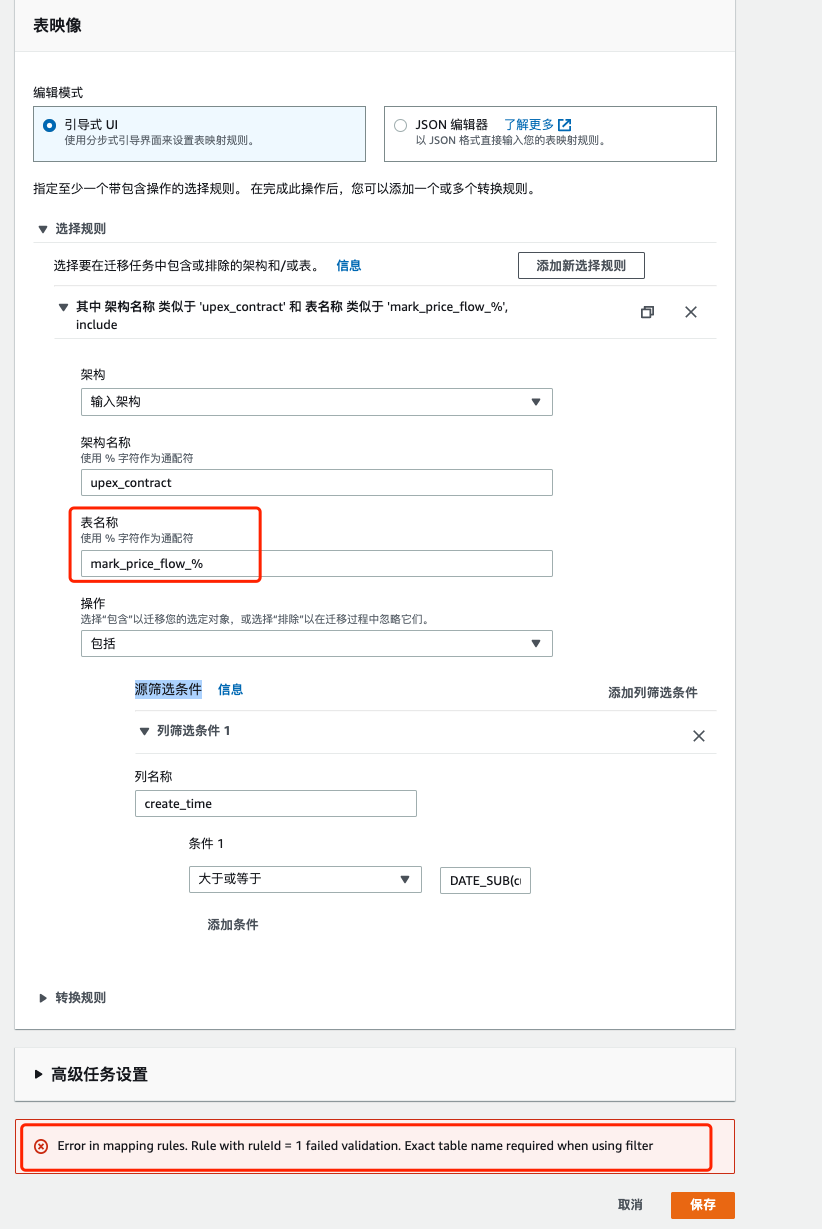 表映像
编辑模式
引导式 UI
使用分步式引导界面来设置表映射规则。
JSON 编辑器 了解更多
以 JSON 格式直接输入您的表映射规则。
指定至少一个带包含操作的选择规则。 在完成此操作后，您可以添加一个或多个转换规则。
选择规则
选择要在迁移任务中包含或排除的架构和/或表。 信息
添加新选择规则
其中 架构名称 类似于 'upex_contract' 和 表名称 类似于 'mark_price_flow_%',
include
架构
输入架构
架构名称
使用 % 字符作为通配符
upex_contract
表名称
使用 % 字符作为通配符
mark_price_flow_%
操作
选择“包含”以迁移您的选定对象，或选择“排除”以在迁移过程中忽略它们。
包括
源筛选条件 信息
添加列筛选条件
列筛选条件 1
列名称
create_time
条件 1
大于或等于
DATE_SUB(c
添加条件
转换规则
高级任务设置
Error in mapping rules. Rule with ruleId = 1 failed validation. Exact table name required when using filter
取消
保存